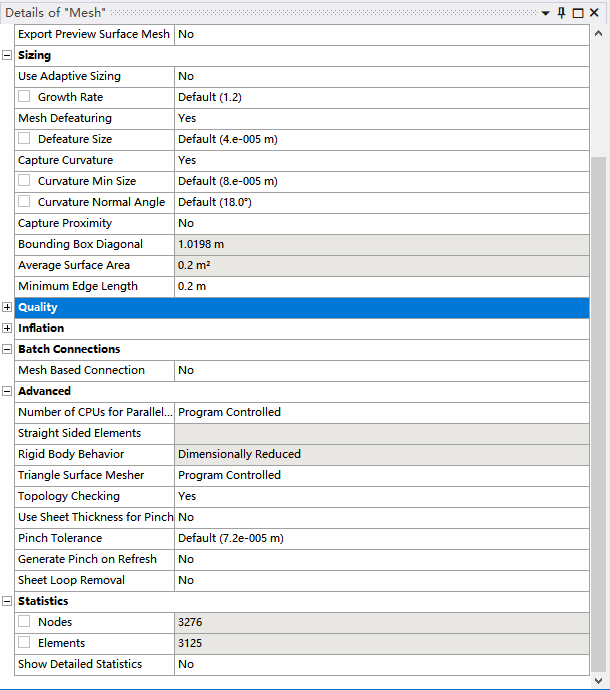 Details of "Mesh"
Export Preview Surface Mesh No
Sizing
Use Adaptive Sizing No
Growth Rate Default (1.2)
Mesh Defeaturing Yes
Defeature Size Default (4.e-005 m)
Capture Curvature Yes
Curvature Min Size Default (8.e-005 m)
Curvature Normal Angle Default (18.0°)
Capture Proximity No
Bounding Box Diagonal 1.0198 m
Average Surface Area 0.2 m²
Minimum Edge Length 0.2 m
Quality
Inflation
Batch Connections
Mesh Based Connection No
Advanced
Number of CPUs for Parallel... Program Controlled
Straight Sided Elements
Rigid Body Behavior Dimensionally Reduced
Triangle Surface Mesher Program Controlled
Topology Checking Yes
Use Sheet Thickness for Pinch No
Pinch Tolerance Default (7.2e-005 m)
Generate Pinch on Refresh No
Sheet Loop Removal No
Statistics
Nodes 3276
Elements 3125
Show Detailed Statistics No